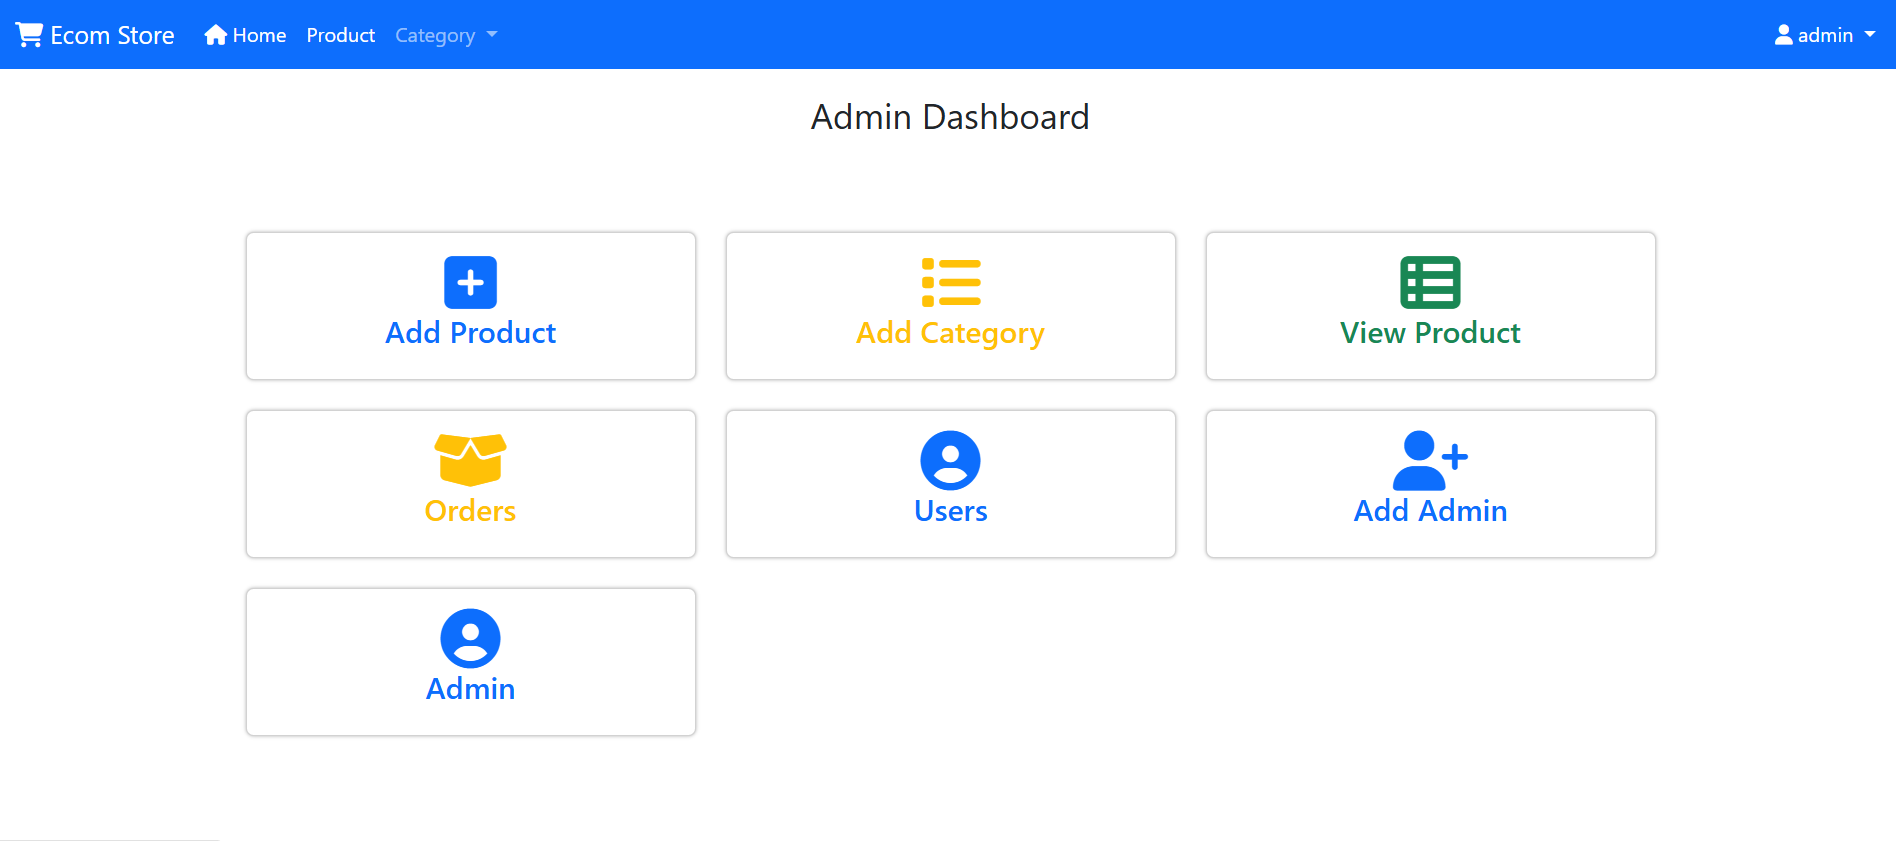 Ecom Store Home Product Category admin
Admin Dashboard
Add Product Add Category View Product
Orders Users Add Admin
Admin